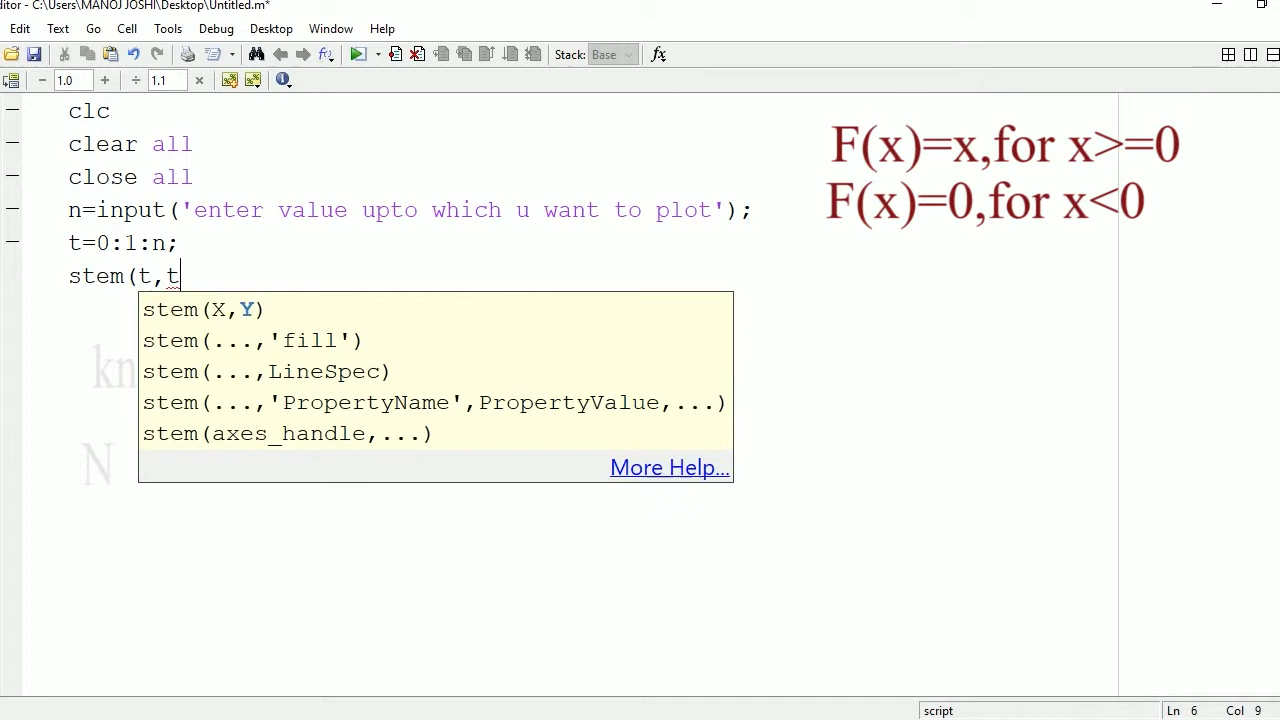 ditor - C:\Users\MANOJ JOSHI\Desktop\Untitled.m*
Edit Text Go Cell Tools Debug Desktop Window Help
Stack: Base fx
− 1.0 + ÷ 1.1 ×
clc
clear all
close all
n=input('enter value upto which u want to plot');
t=0:1:n;
stem(t,t
F(x)=x,for x>=0
F(x)=0,for x<0
stem(X,Y)
stem(...,'fill')
stem(...,LineSpec)
stem(...,'PropertyName',PropertyValue,...)
stem(axes_handle,...)
More Help...
kn
N
script Ln 6 Col 9